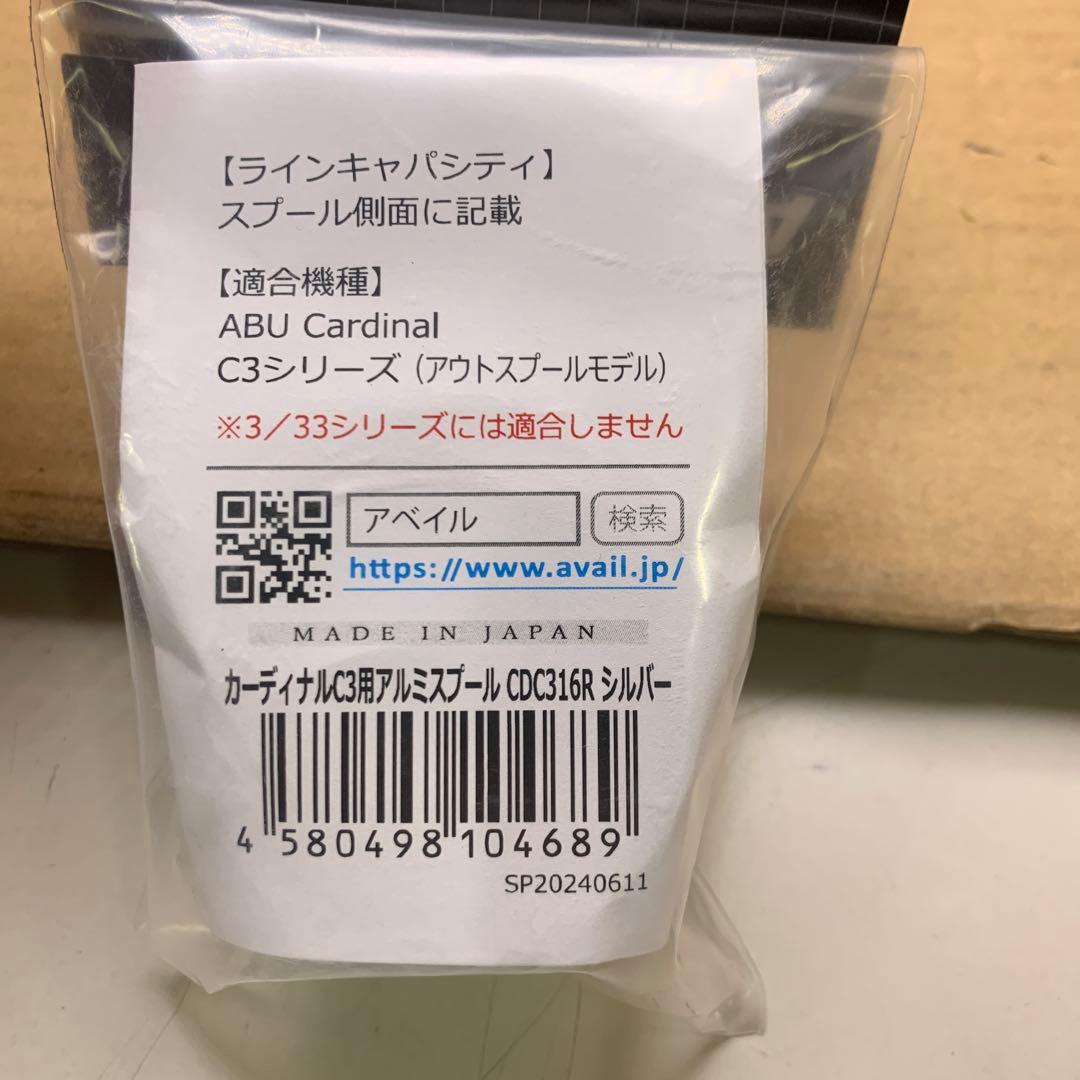 【ラインキャパシティ】
スプール側面に記載
【適合機種】
ABU Cardinal
C3シリーズ（アウトスプールモデル）
※3／33シリーズには適合しません
アベイル 検索
https://www.avail.jp/
MADE IN JAPAN
カーディナルC3用アルミスプール CDC316R シルバー
4 580498 104689
SP20240611